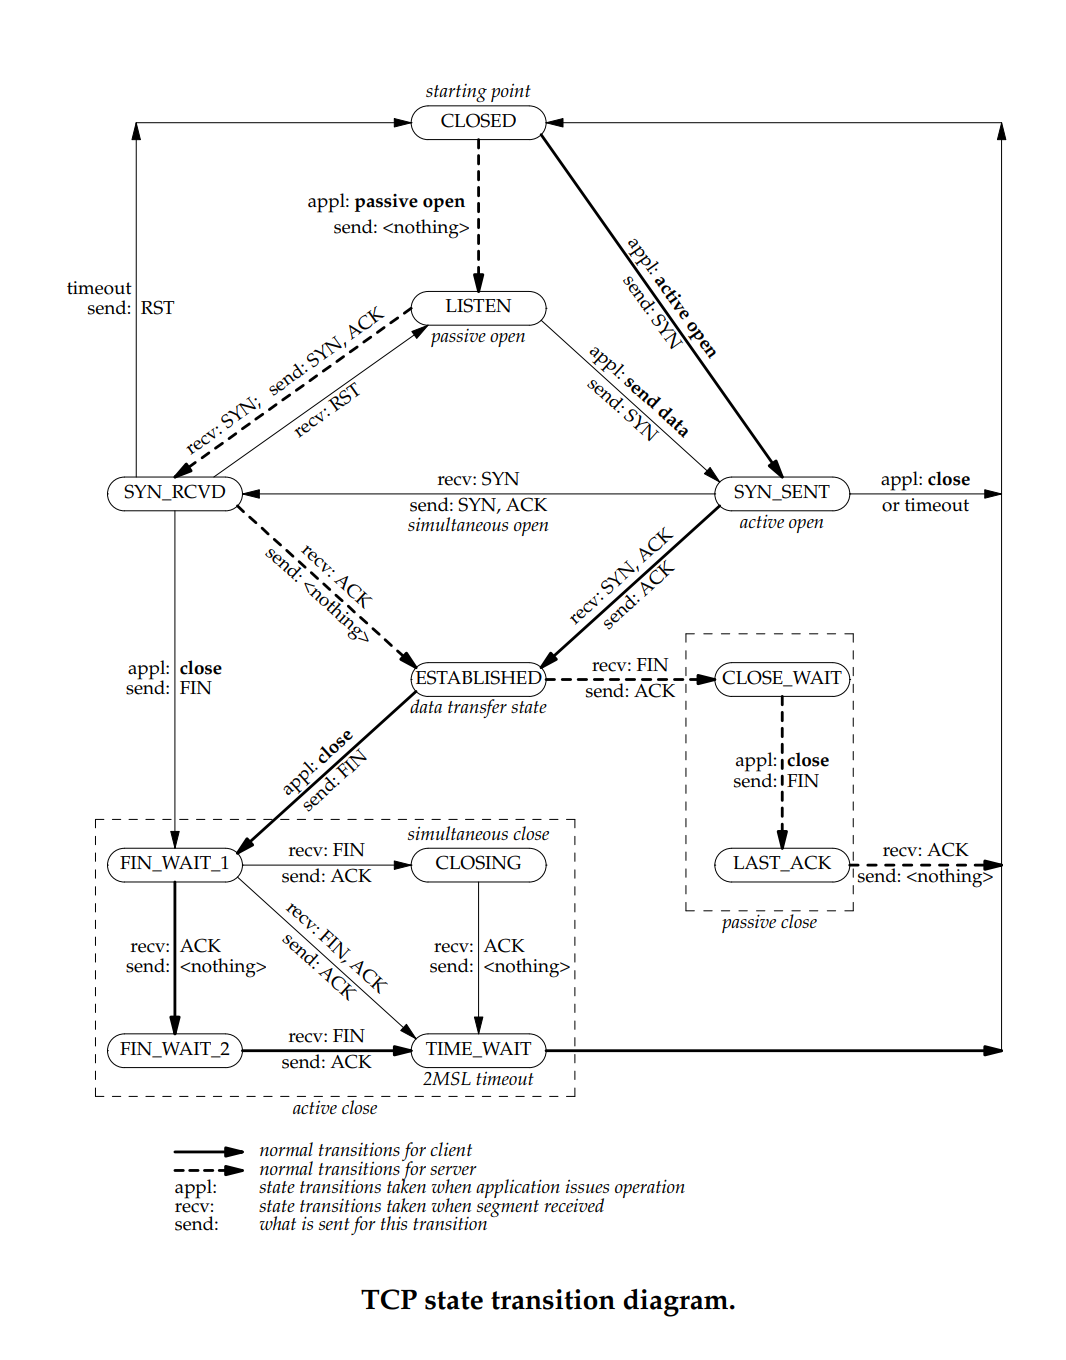 starting point
CLOSED
appl: passive open
send: <nothing>
appl: active open
send: SYN
timeout
send: RST
LISTEN
passive open
recv: SYN; send: SYN, ACK
recv: RST
appl: send data
send: SYN
SYN_RCVD
recv: SYN
send: SYN, ACK
simultaneous open
SYN_SENT
active open
appl: close
or timeout
recv: ACK
send: <nothing>
recv: SYN, ACK
send: ACK
appl: close
send: FIN
ESTABLISHED
data transfer state
recv: FIN
send: ACK
CLOSE_WAIT
appl: close
send: FIN
appl: close
send: FIN
simultaneous close
FIN_WAIT_1
recv: FIN
send: ACK
CLOSING
LAST_ACK
recv: ACK
send: <nothing>
passive close
recv: ACK
send: <nothing>
recv: FIN, ACK
send: ACK
recv: ACK
send: <nothing>
FIN_WAIT_2
recv: FIN
send: ACK
TIME_WAIT
2MSL timeout
active close
normal transitions for client
normal transitions for server
appl: state transitions taken when application issues operation
recv: state transitions taken when segment received
send: what is sent for this transition
TCP state transition diagram.